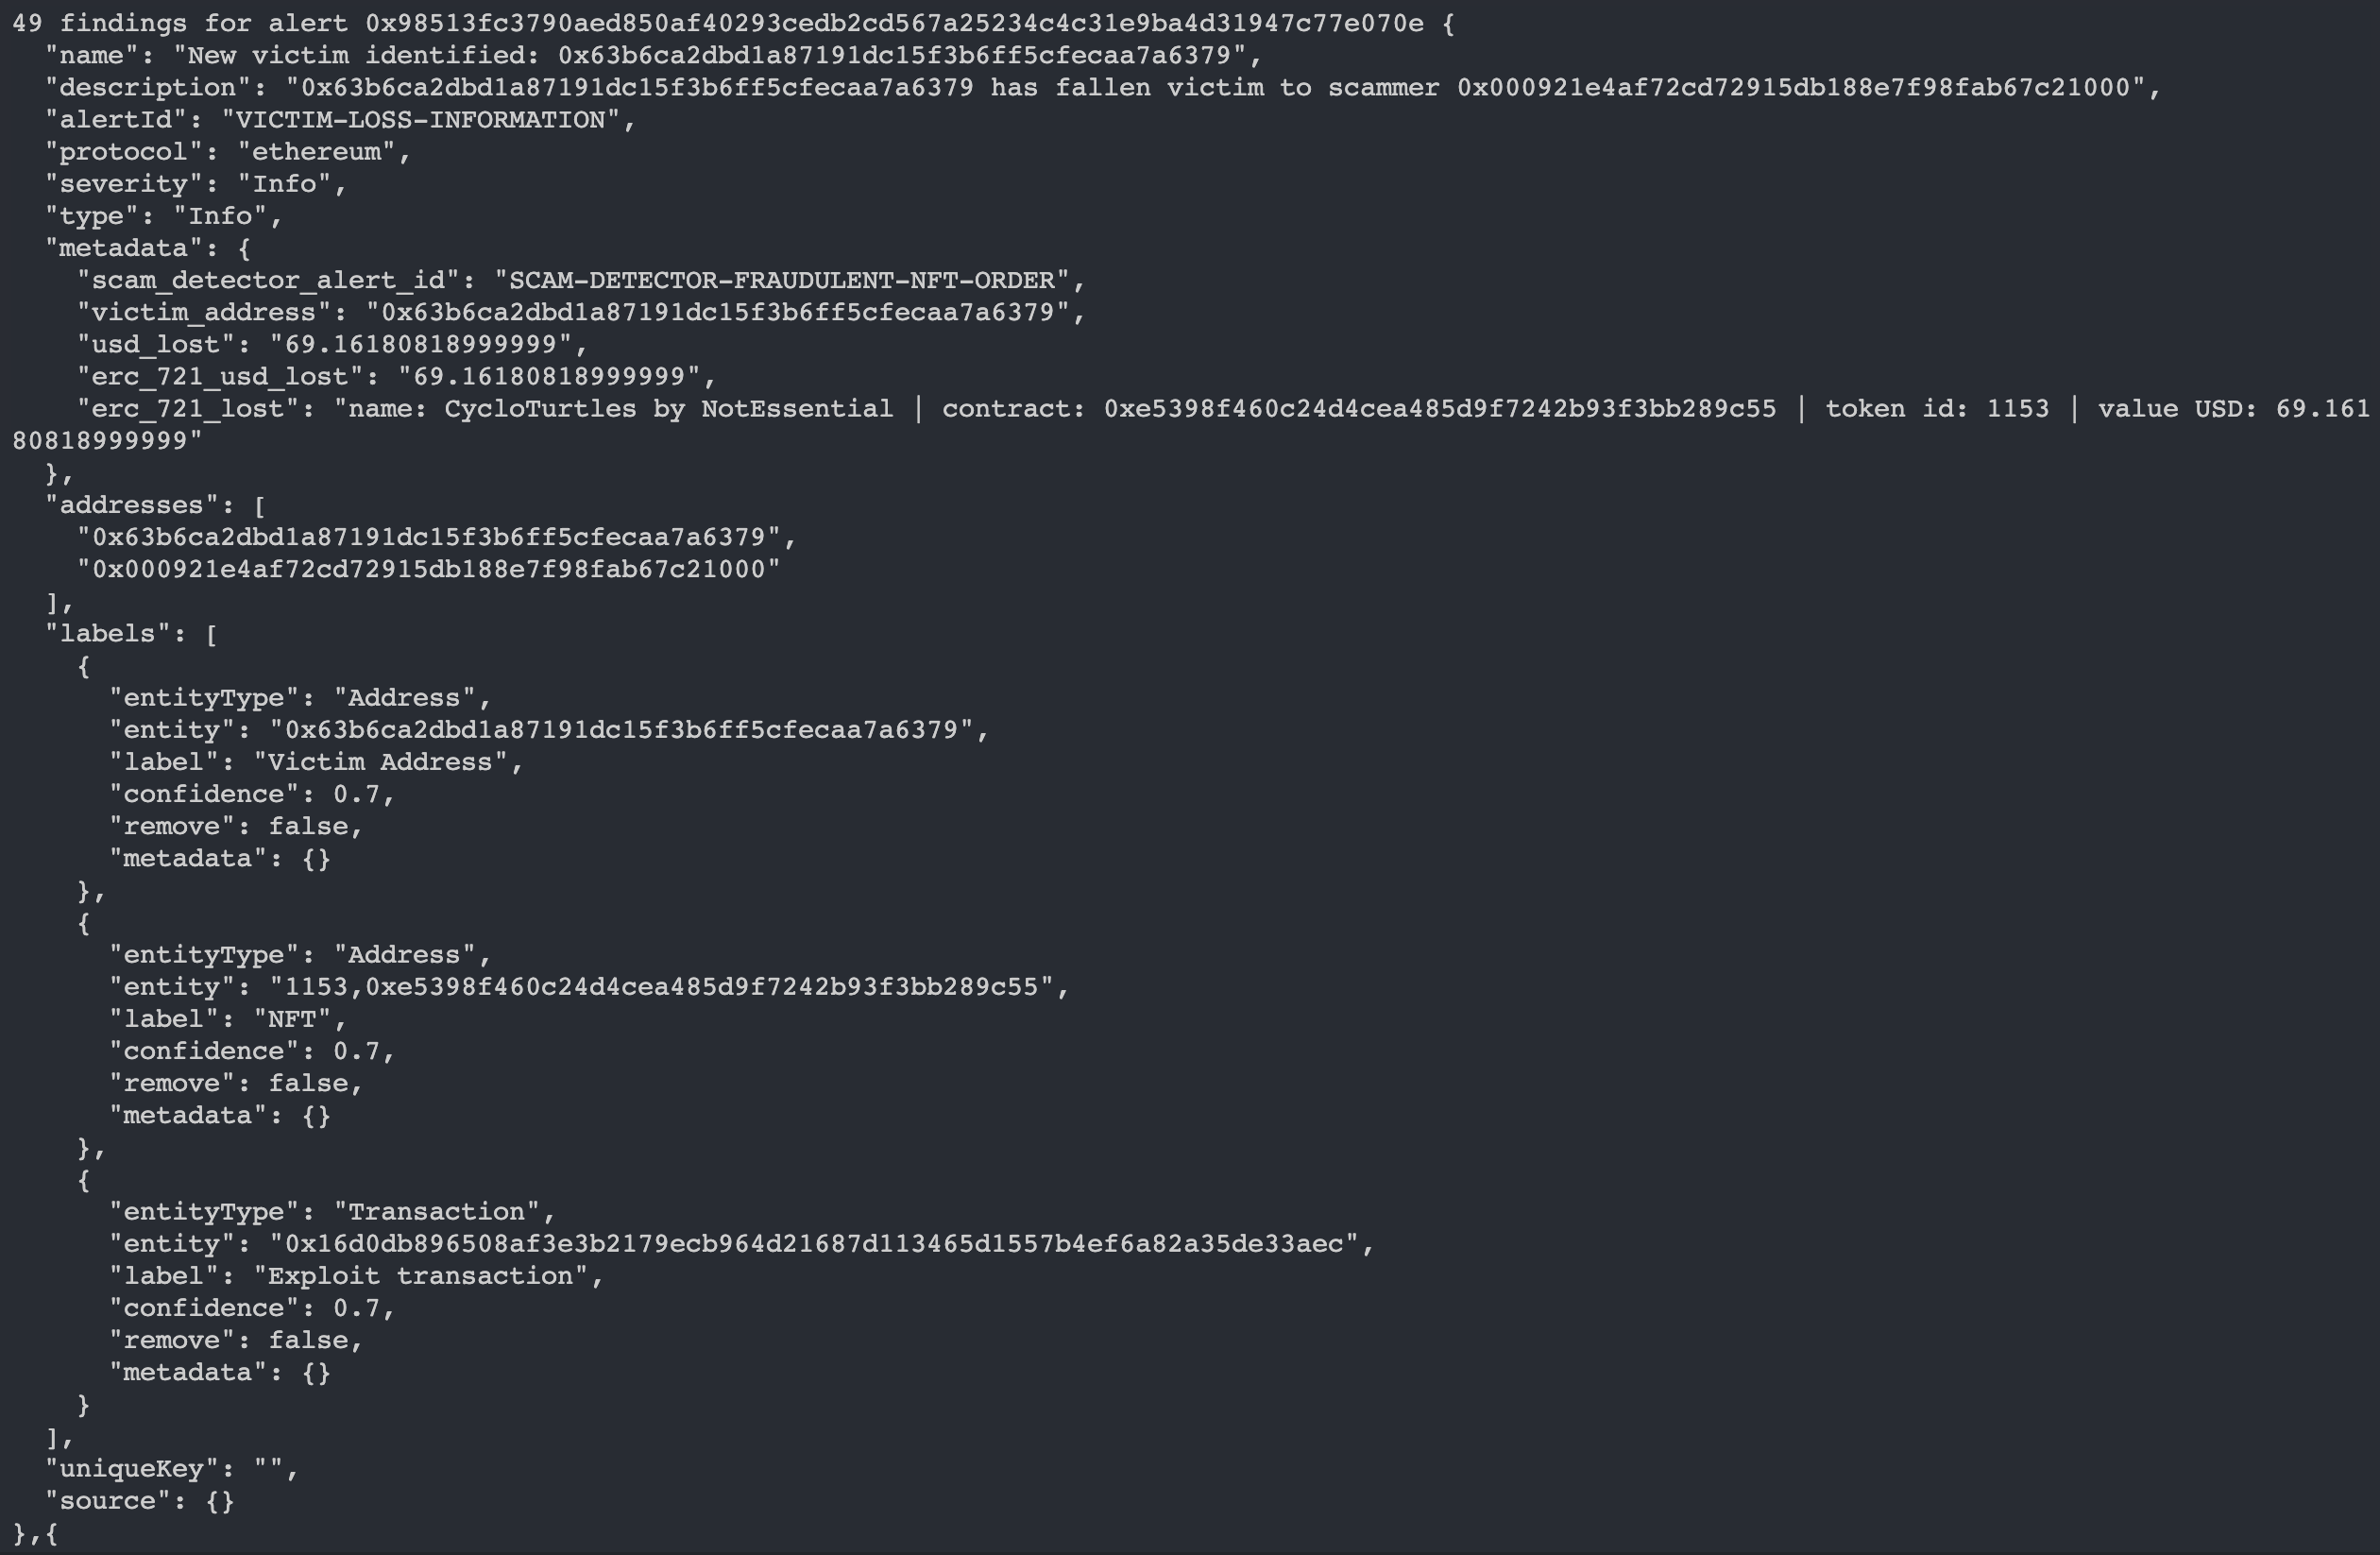 49 findings for alert 0x98513fc3790aed850af40293cedb2cd567a25234c4c31e9ba4d31947c77e070e {
  "name": "New victim identified: 0x63b6ca2dbd1a87191dc15f3b6ff5cfecaa7a6379",
  "description": "0x63b6ca2dbd1a87191dc15f3b6ff5cfecaa7a6379 has fallen victim to scammer 0x000921e4af72cd72915db188e7f98fab67c21000",
  "alertId": "VICTIM-LOSS-INFORMATION",
  "protocol": "ethereum",
  "severity": "Info",
  "type": "Info",
  "metadata": {
    "scam_detector_alert_id": "SCAM-DETECTOR-FRAUDULENT-NFT-ORDER",
    "victim_address": "0x63b6ca2dbd1a87191dc15f3b6ff5cfecaa7a6379",
    "usd_lost": "69.16180818999999",
    "erc_721_usd_lost": "69.16180818999999",
    "erc_721_lost": "name: CycloTurtles by NotEssential | contract: 0xe5398f460c24d4cea485d9f7242b93f3bb289c55 | token id: 1153 | value USD: 69.161
80818999999"
  },
  "addresses": [
    "0x63b6ca2dbd1a87191dc15f3b6ff5cfecaa7a6379",
    "0x000921e4af72cd72915db188e7f98fab67c21000"
  ],
  "labels": [
    {
      "entityType": "Address",
      "entity": "0x63b6ca2dbd1a87191dc15f3b6ff5cfecaa7a6379",
      "label": "Victim Address",
      "confidence": 0.7,
      "remove": false,
      "metadata": {}
    },
    {
      "entityType": "Address",
      "entity": "1153,0xe5398f460c24d4cea485d9f7242b93f3bb289c55",
      "label": "NFT",
      "confidence": 0.7,
      "remove": false,
      "metadata": {}
    },
    {
      "entityType": "Transaction",
      "entity": "0x16d0db896508af3e3b2179ecb964d21687d113465d1557b4ef6a82a35de33aec",
      "label": "Exploit transaction",
      "confidence": 0.7,
      "remove": false,
      "metadata": {}
    }
  ],
  "uniqueKey": "",
  "source": {}
},{